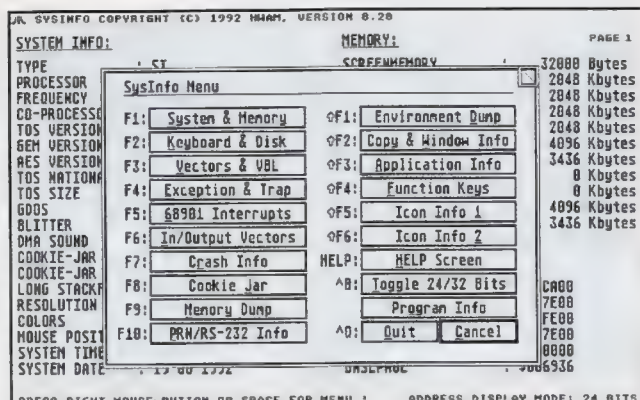 SYSINFO COPYRIGHT (C) 1992 MWAM, VERSION 8.20
SYSTEM INFO: MEMORY: PAGE 1
TYPE : ST SCREENMEMORY : 32000 Bytes
PROCESSOR 2048 Kbytes
FREQUENCY 2048 Kbytes
CO-PROCESSO 2048 Kbytes
TOS VERSION 2048 Kbytes
GEM VERSION 4096 Kbytes
AES VERSION 3436 Kbytes
TOS NATIONA 0 Kbytes
TOS SIZE 0 Kbytes
GDOS 4096 Kbytes
BLITTER 3436 Kbytes
DMA SOUND
COOKIE-JAR
COOKIE-JAR
LONG STACKF CA00
RESOLUTION 7E00
COLORS FE00
MOUSE POSIT 7E00
SYSTEM TIME 0000
SYSTEM DATE 1992 6936
SysInfo Menu
F1: System & Memory ⇧F1: Environment Dump
F2: Keyboard & Disk ⇧F2: Copy & Window Info
F3: Vectors & VBL ⇧F3: Application Info
F4: Exception & Trap ⇧F4: Function Keys
F5: 68901 Interrupts ⇧F5: Icon Info 1
F6: In/Output Vectors ⇧F6: Icon Info 2
F7: Crash Info HELP: HELP Screen
F8: Cookie Jar ^B: Toggle 24/32 Bits
F9: Memory Dump Program Info
F10: PRN/RS-232 Info ^Q: Quit Cancel
PRESS RIGHT MOUSE BUTTON OR SPACE FOR MENU ! ADDRESS DISPLAY MODE: 24 BITS